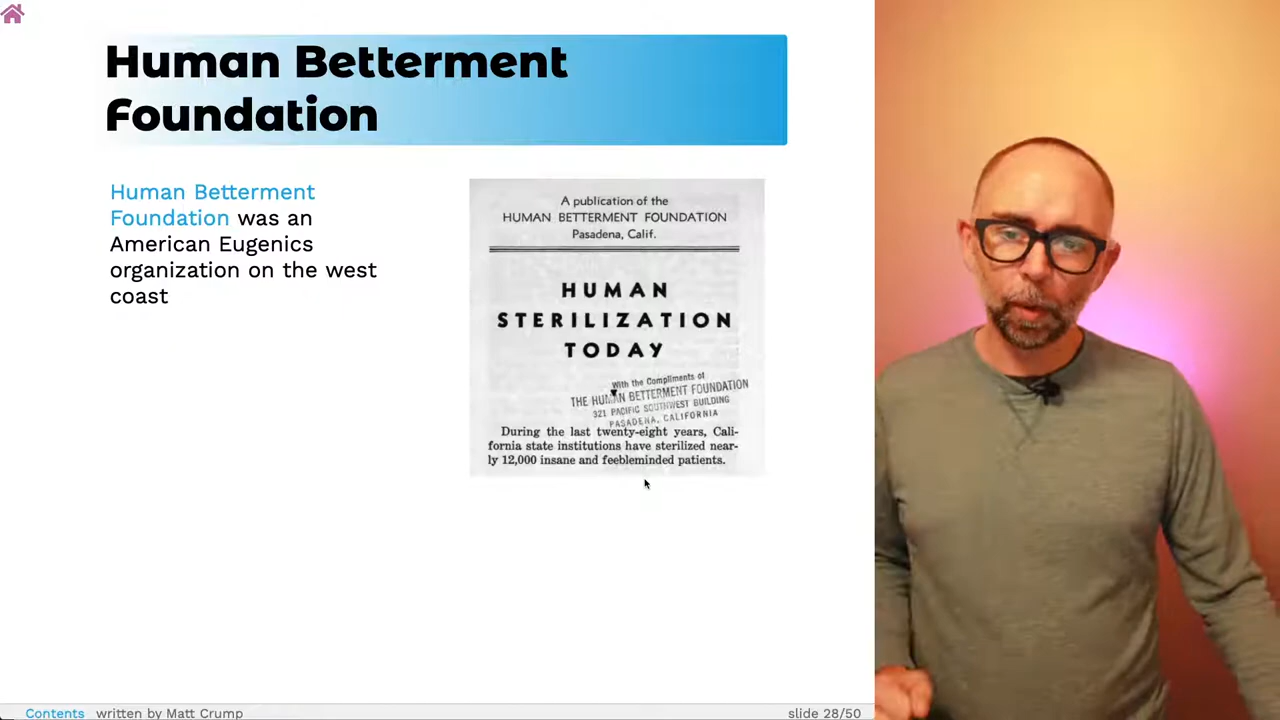 Human Betterment
Foundation
Human Betterment
Foundation was an
American Eugenics
organization on the west
coast
A publication of the
HUMAN BETTERMENT FOUNDATION
Pasadena, Calif.
HUMAN
STERILIZATION
TODAY
With the Compliments of
THE HUMAN BETTERMENT FOUNDATION
321 PACIFIC SOUTHWEST BUILDING
PASADENA, CALIFORNIA
During the last twenty-eight years, Cali-
fornia state institutions have sterilized near-
ly 12,000 insane and feebleminded patients.
Contents written by Matt Crump
slide 28/50